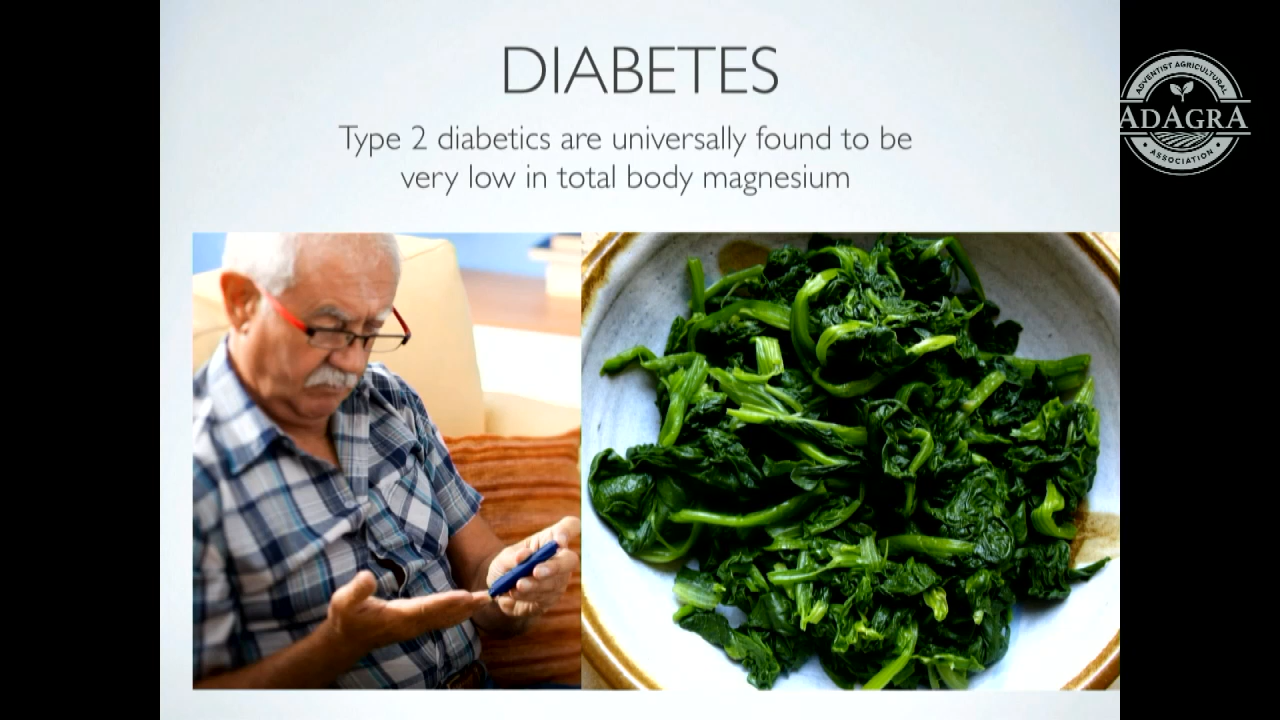 DIABETES
Type 2 diabetics are universally found to be
very low in total body magnesium
ADVENTIST AGRICULTURAL
ADAGRA
ASSOCIATION